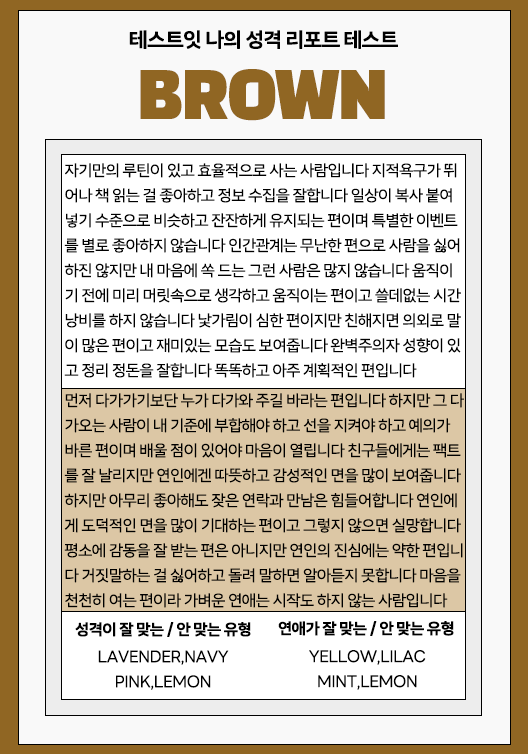 테스트잇 나의 성격 리포트 테스트
BROWN
자기만의 루틴이 있고 효율적으로 사는 사람입니다 지적욕구가 뛰
어나 책 읽는 걸 좋아하고 정보 수집을 잘합니다 일상이 복사 붙여
넣기 수준으로 비슷하고 잔잔하게 유지되는 편이며 특별한 이벤트
를 별로 좋아하지 않습니다 인간관계는 무난한 편으로 사람을 싫어
하진 않지만 내 마음에 쏙 드는 그런 사람은 많지 않습니다 움직이
기 전에 미리 머릿속으로 생각하고 움직이는 편이고 쓸데없는 시간
낭비를 하지 않습니다 낯가림이 심한 편이지만 친해지면 의외로 말
이 많은 편이고 재미있는 모습도 보여줍니다 완벽주의자 성향이 있
고 정리 정돈을 잘합니다 똑똑하고 아주 계획적인 편입니다
먼저 다가가기보단 누가 다가와 주길 바라는 편입니다 하지만 그 다
가오는 사람이 내 기준에 부합해야 하고 선을 지켜야 하고 예의가
바른 편이며 배울 점이 있어야 마음이 열립니다 친구들에게는 팩트
를 잘 날리지만 연인에겐 따뜻하고 감성적인 면을 많이 보여줍니다
하지만 아무리 좋아해도 잦은 연락과 만남은 힘들어합니다 연인에
게 도덕적인 면을 많이 기대하는 편이고 그렇지 않으면 실망합니다
평소에 감동을 잘 받는 편은 아니지만 연인의 진심에는 약한 편입니
다 거짓말하는 걸 싫어하고 돌려 말하면 알아듣지 못합니다 마음을
천천히 여는 편이라 가벼운 연애는 시작도 하지 않는 사람입니다
성격이 잘 맞는 / 안 맞는 유형
LAVENDER,NAVY
PINK,LEMON
연애가 잘 맞는 / 안 맞는 유형
YELLOW,LILAC
MINT,LEMON